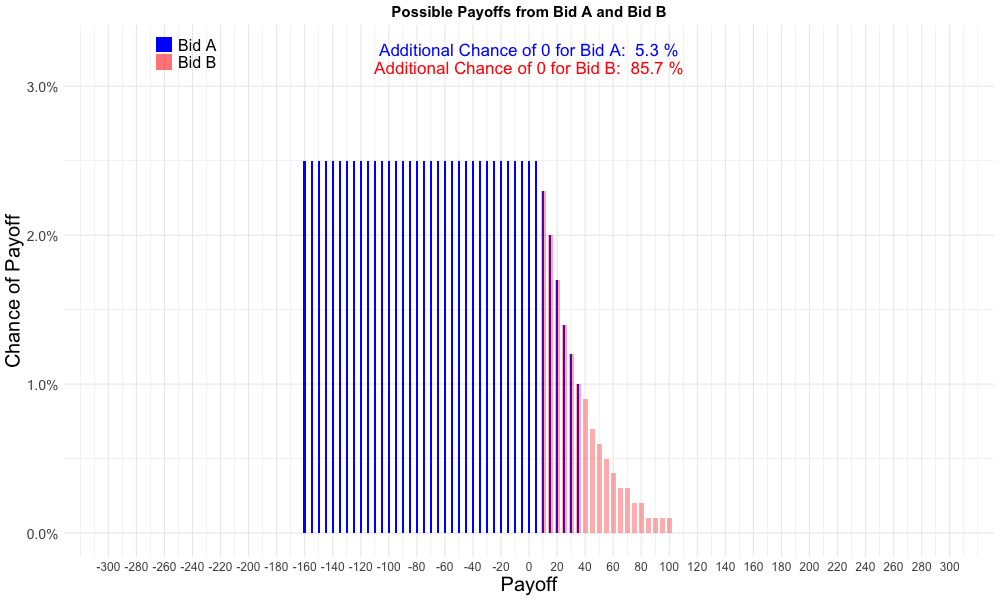 Possible Payoffs from Bid A and Bid B
Bid A
Bid B
Additional Chance of 0 for Bid A:  5.3 %
Additional Chance of 0 for Bid B:  85.7 %
3.0%
2.0%
1.0%
0.0%
Chance of Payoff
-300 -280 -260 -240 -220 -200 -180 -160 -140 -120 -100 -80 -60 -40 -20 0 20 40 60 80 100 120 140 160 180 200 220 240 260 280 300
Payoff